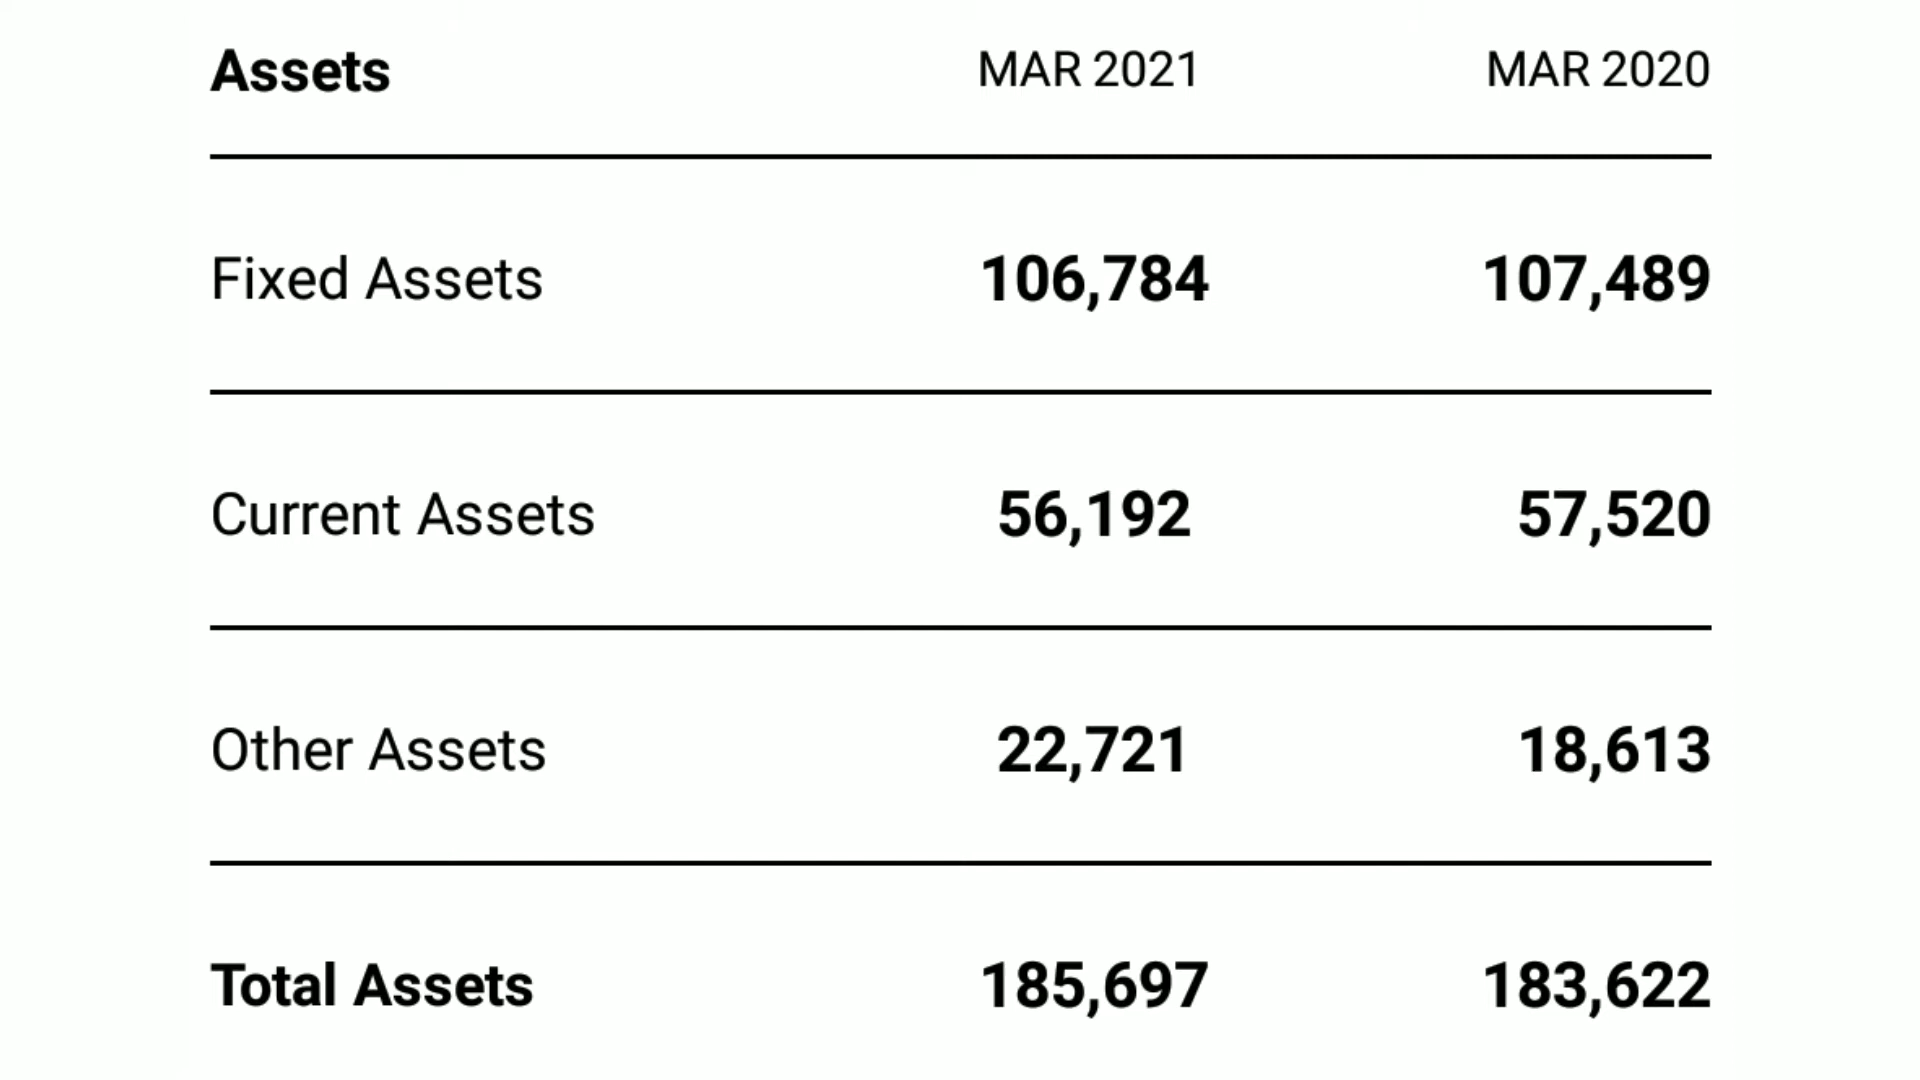 Assets MAR 2021 MAR 2020
Fixed Assets 106,784 107,489
Current Assets 56,192 57,520
Other Assets 22,721 18,613
Total Assets 185,697 183,622